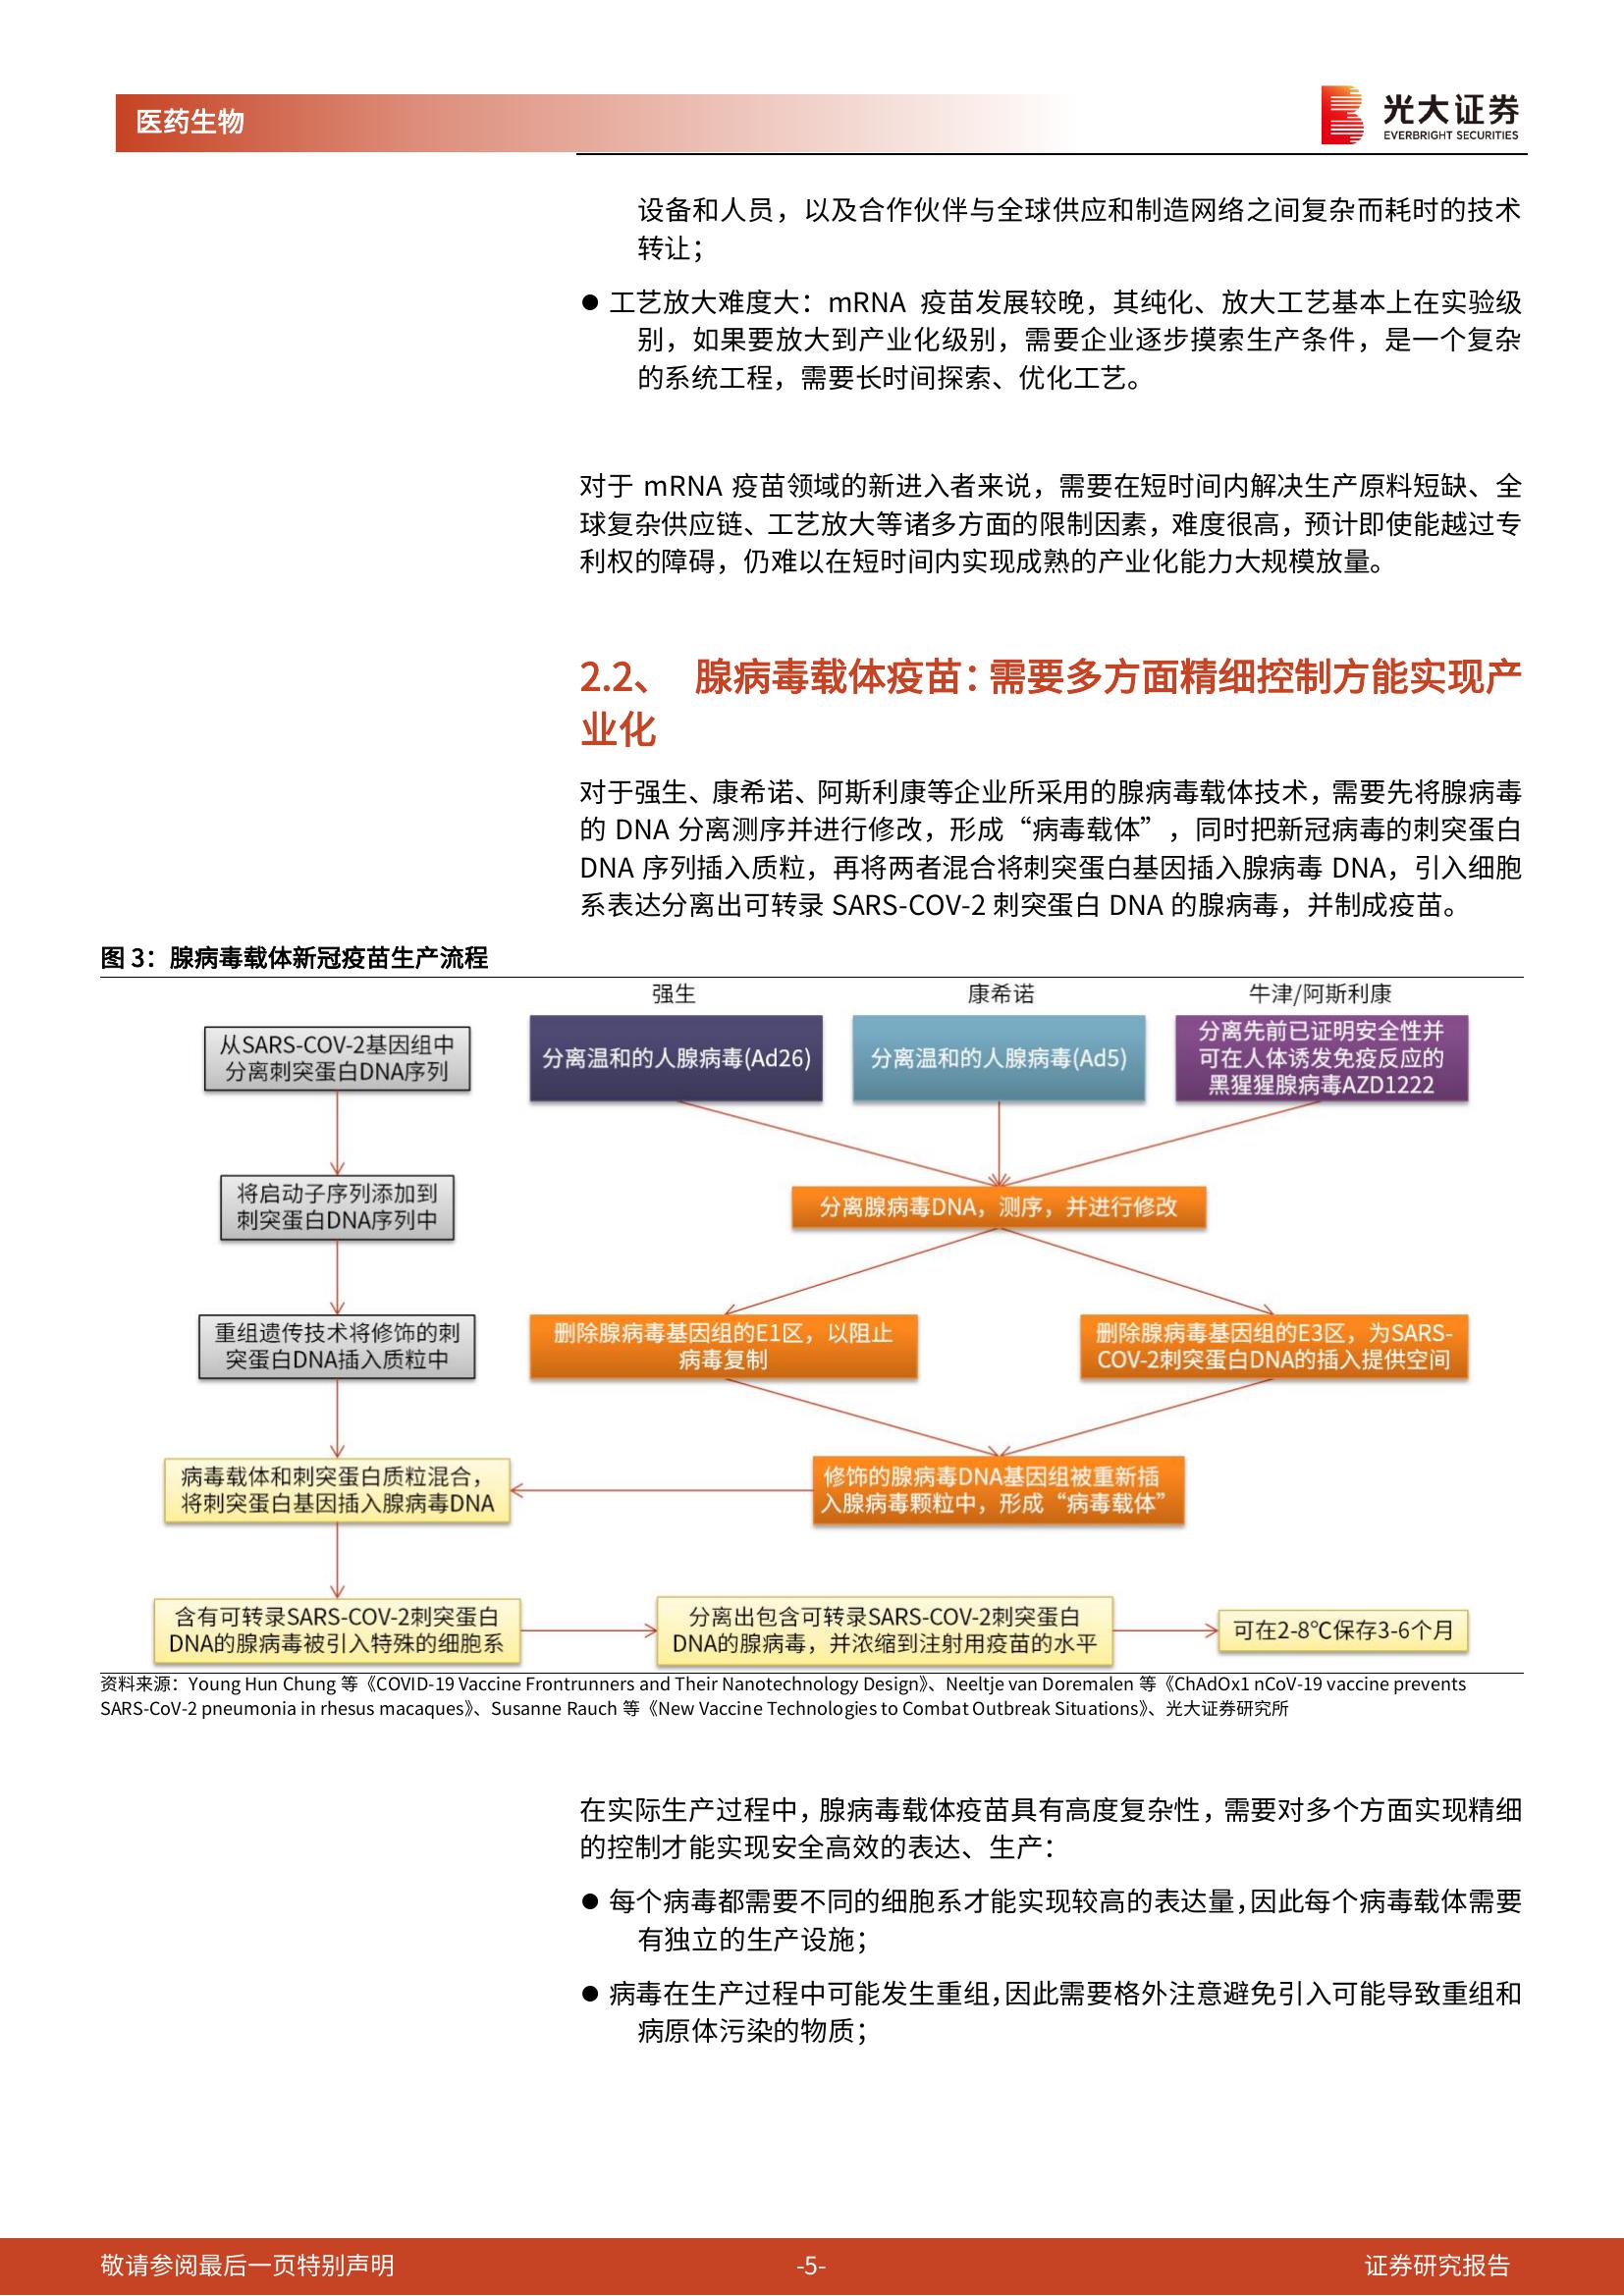 医药生物
光大证券
EVERBRIGHT SECURITIES
设备和人员，以及合作伙伴与全球供应和制造网络之间复杂而耗时的技术
转让；
● 工艺放大难度大：mRNA 疫苗发展较晚，其纯化、放大工艺基本上在实验级
别，如果要放大到产业化级别，需要企业逐步摸索生产条件，是一个复杂
的系统工程，需要长时间探索、优化工艺。
对于 mRNA 疫苗领域的新进入者来说，需要在短时间内解决生产原料短缺、全
球复杂供应链、工艺放大等诸多方面的限制因素，难度很高，预计即使能越过专
利权的障碍，仍难以在短时间内实现成熟的产业化能力大规模放量。
2.2、 腺病毒载体疫苗：需要多方面精细控制方能实现产
业化
对于强生、康希诺、阿斯利康等企业所采用的腺病毒载体技术，需要先将腺病毒
的 DNA 分离测序并进行修改，形成“病毒载体”，同时把新冠病毒的刺突蛋白
DNA 序列插入质粒，再将两者混合将刺突蛋白基因插入腺病毒 DNA，引入细胞
系表达分离出可转录 SARS-COV-2 刺突蛋白 DNA 的腺病毒，并制成疫苗。
图 3：腺病毒载体新冠疫苗生产流程
强生
康希诺
牛津/阿斯利康
从SARS-COV-2基因组中
分离刺突蛋白DNA序列
分离温和的人腺病毒(Ad26)
分离温和的人腺病毒(Ad5)
分离先前已证明安全性并
可在人体诱发免疫反应的
黑猩猩腺病毒AZD1222
将启动子序列添加到
刺突蛋白DNA序列中
分离腺病毒DNA，测序，并进行修改
重组遗传技术将修饰的刺
突蛋白DNA插入质粒中
删除腺病毒基因组的E1区，以阻止
病毒复制
删除腺病毒基因组的E3区，为SARS-
COV-2刺突蛋白DNA的插入提供空间
病毒载体和刺突蛋白质粒混合，
将刺突蛋白基因插入腺病毒DNA
修饰的腺病毒DNA基因组被重新插
入腺病毒颗粒中，形成“病毒载体”
含有可转录SARS-COV-2刺突蛋白
DNA的腺病毒被引入特殊的细胞系
分离出包含可转录SARS-COV-2刺突蛋白
DNA的腺病毒，并浓缩到注射用疫苗的水平
可在2-8℃保存3-6个月
资料来源：Young Hun Chung 等《COVID-19 Vaccine Frontrunners and Their Nanotechnology Design》、Neeltje van Doremalen 等《ChAdOx1 nCoV-19 vaccine prevents
SARS-CoV-2 pneumonia in rhesus macaques》、Susanne Rauch 等《New Vaccine Technologies to Combat Outbreak Situations》、光大证券研究所
在实际生产过程中，腺病毒载体疫苗具有高度复杂性，需要对多个方面实现精细
的控制才能实现安全高效的表达、生产：
● 每个病毒都需要不同的细胞系才能实现较高的表达量，因此每个病毒载体需要
有独立的生产设施；
● 病毒在生产过程中可能发生重组，因此需要格外注意避免引入可能导致重组和
病原体污染的物质；
敬请参阅最后一页特别声明
-5-
证券研究报告